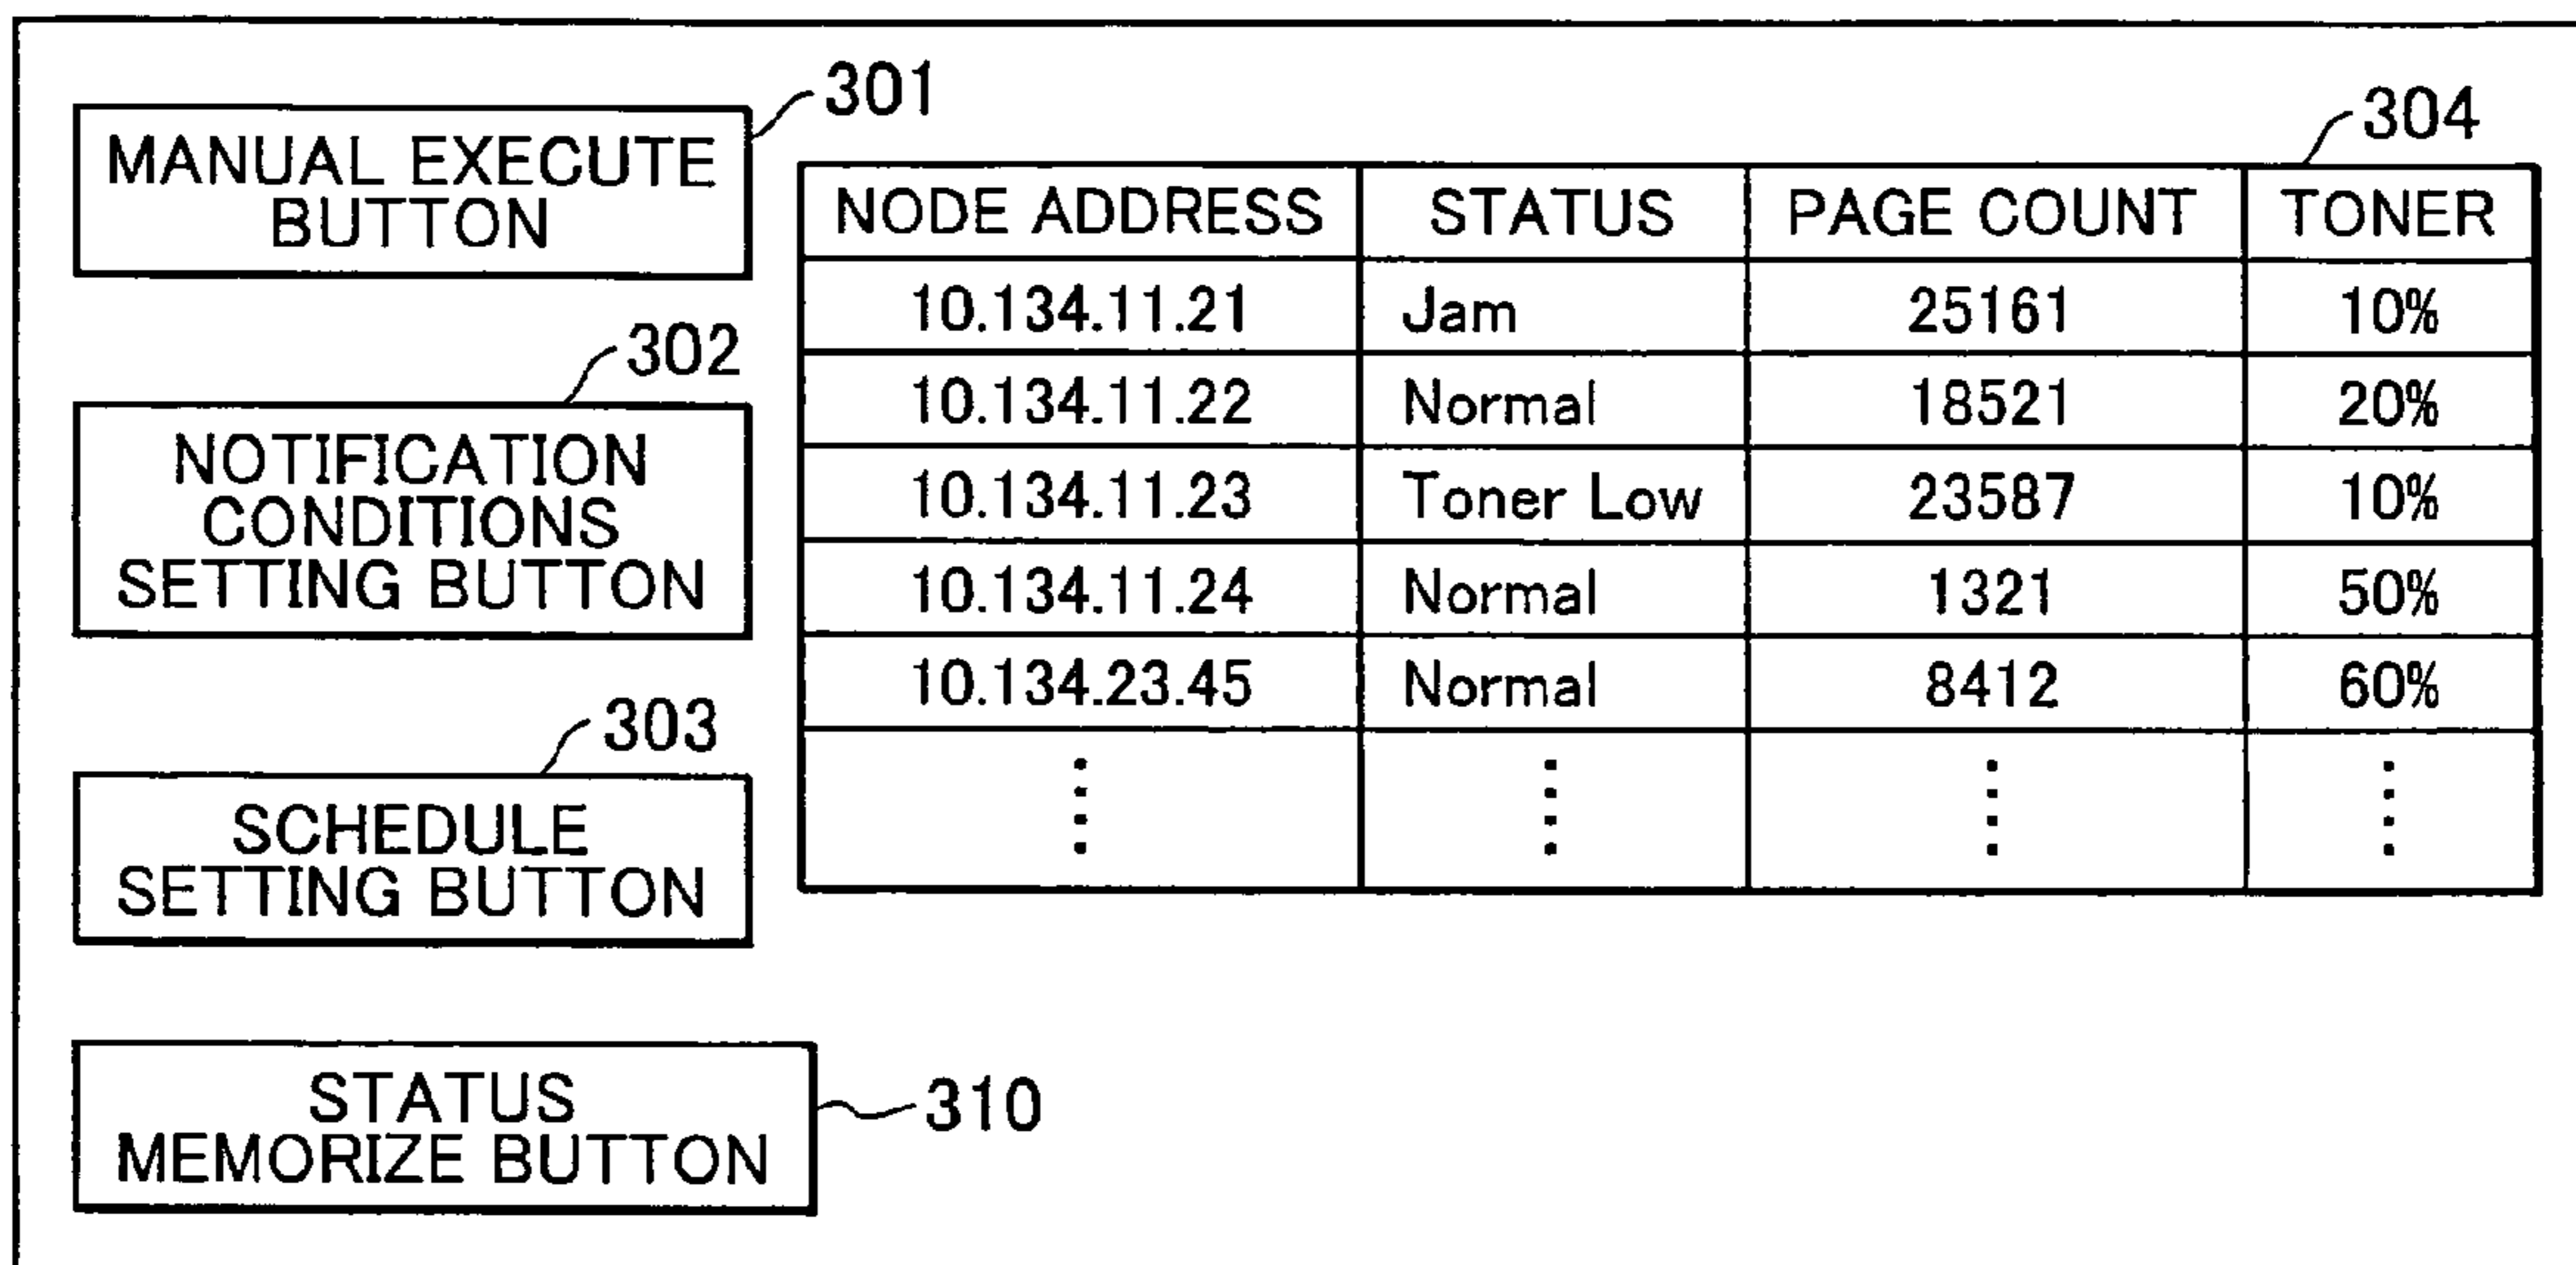 301
MANUAL EXECUTE
BUTTON
302
NOTIFICATION
CONDITIONS
SETTING BUTTON
303
SCHEDULE
SETTING BUTTON
STATUS
MEMORIZE BUTTON
310
304
NODE ADDRESS STATUS PAGE COUNT TONER
10.134.11.21 Jam 25161 10%
10.134.11.22 Normal 18521 20%
10.134.11.23 Toner Low 23587 10%
10.134.11.24 Normal 1321 50%
10.134.23.45 Normal 8412 60%